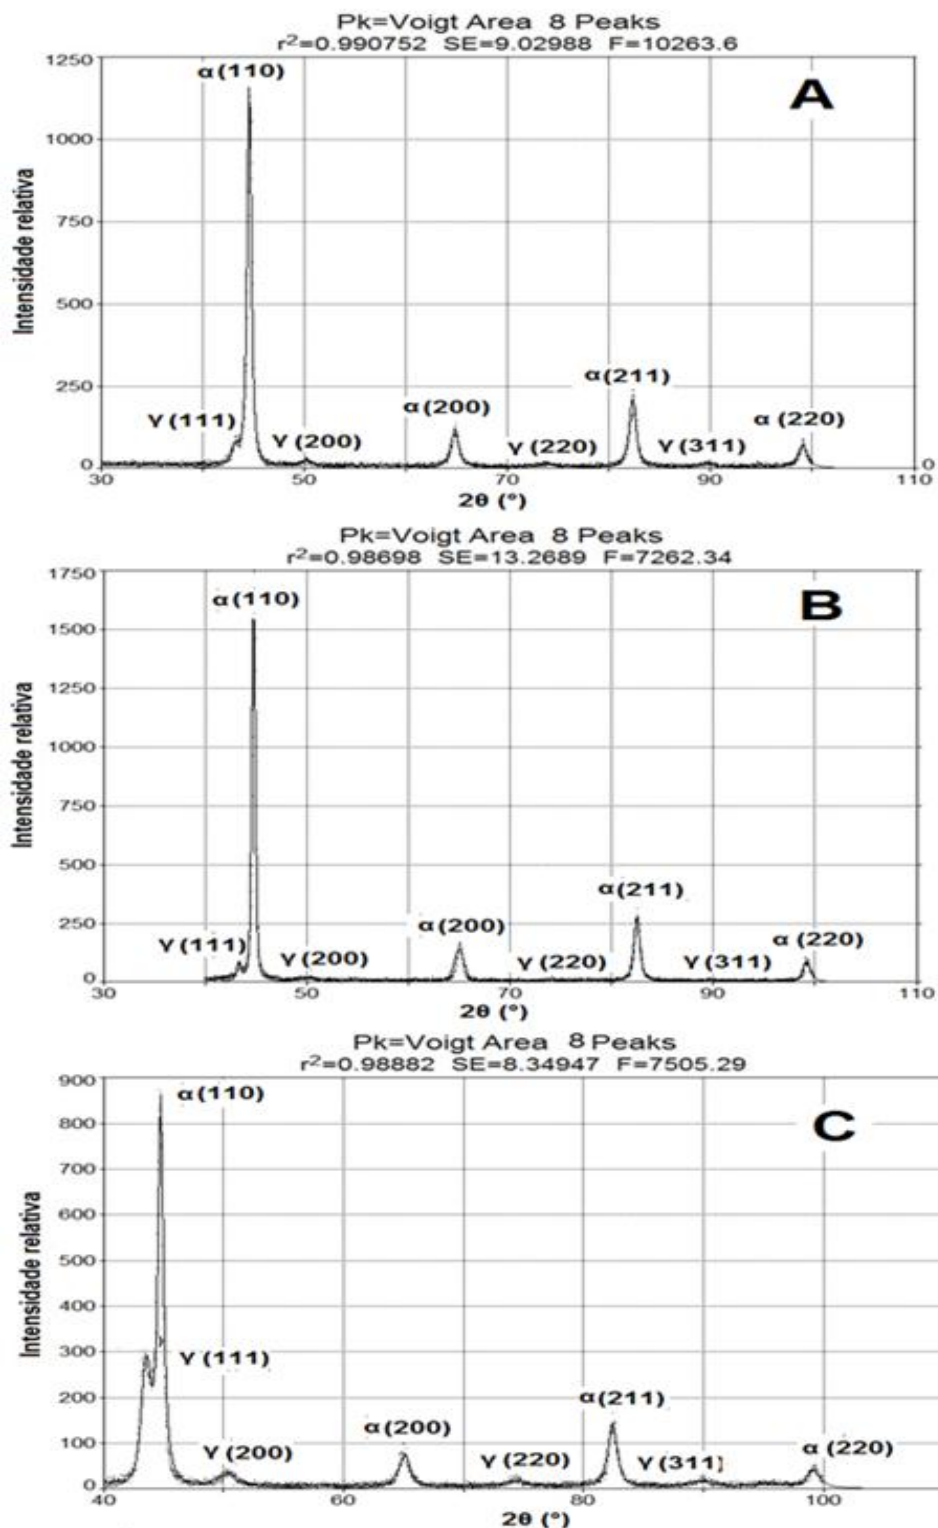 Pk=Voigt Area 8 Peaks
r²=0.990752 SE=9.02988 F=10263.6
A
1250
1000
750
500
250
0
0
Intensidade relativa
α(110)
γ(111)
γ(200)
α(200)
γ(220)
α(211)
γ(311)
α(220)
30 50 70 90 110
2θ (°)
Pk=Voigt Area 8 Peaks
r²=0.98698 SE=13.2689 F=7262.34
B
1750
1500
1250
1000
750
500
250
0
Intensidade relativa
α(110)
γ(111)
γ(200)
α(200)
γ(220)
α(211)
γ(311)
α(220)
30 50 70 90 110
2θ (°)
Pk=Voigt Area 8 Peaks
r²=0.98882 SE=8.34947 F=7505.29
C
900
800
700
600
500
400
300
200
100
0
Intensidade relativa
α(110)
γ(111)
γ(200)
α(200)
γ(220)
α(211)
γ(311]
α(220)
40 60 80 100
2θ (°)